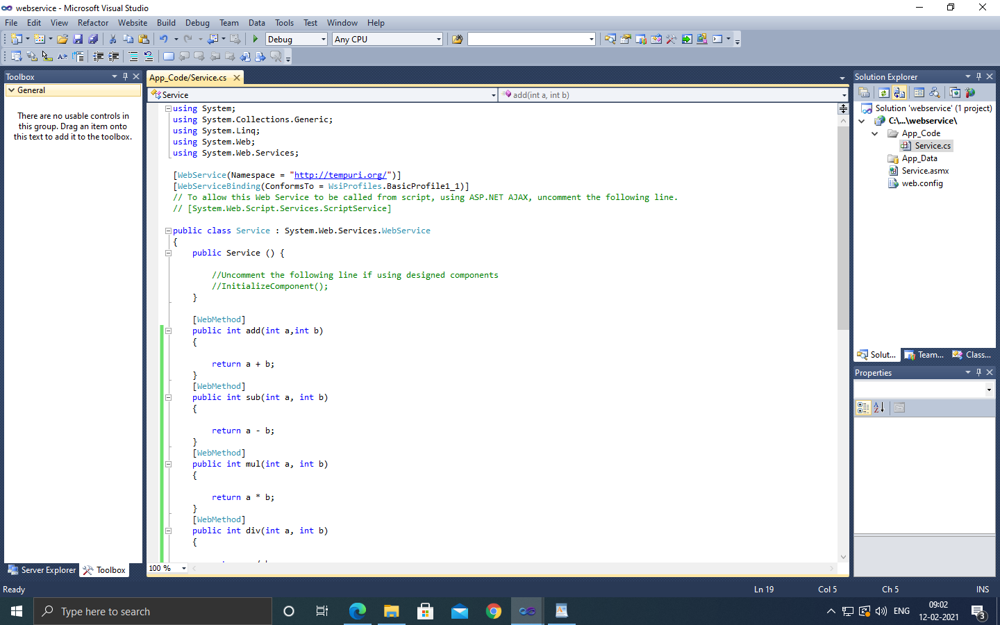 webservice - Microsoft Visual Studio
File Edit View Refactor Website Build Debug Team Data Tools Test Window Help
Debug Any CPU
Toolbox
General
There are no usable controls in
this group. Drag an item onto
this text to add it to the toolbox.
Server Explorer Toolbox
App_Code/Service.cs
Service add(int a, int b)
using System;
using System.Collections.Generic;
using System.Linq;
using System.Web;
using System.Web.Services;
[WebService(Namespace = "http://tempuri.org/")]
[WebServiceBinding(ConformsTo = WsiProfiles.BasicProfile1_1)]
// To allow this Web Service to be called from script, using ASP.NET AJAX, uncomment the following line.
// [System.Web.Script.Services.ScriptService]
public class Service : System.Web.Services.WebService
{
public Service () {
//Uncomment the following line if using designed components
//InitializeComponent();
}
[WebMethod]
public int add(int a,int b)
{
return a + b;
}
[WebMethod]
public int sub(int a, int b)
{
return a - b;
}
[WebMethod]
public int mul(int a, int b)
{
return a * b;
}
[WebMethod]
public int div(int a, int b)
{
100 %
Solution Explorer
Solution 'webservice' (1 project)
C:\...\webservice\
App_Code
Service.cs
App_Data
Service.asmx
web.config
Solut... Team... Class...
Properties
Ready Ln 19 Col 5 Ch 5 INS
Type here to search
ENG
09:02
12-02-2021
3